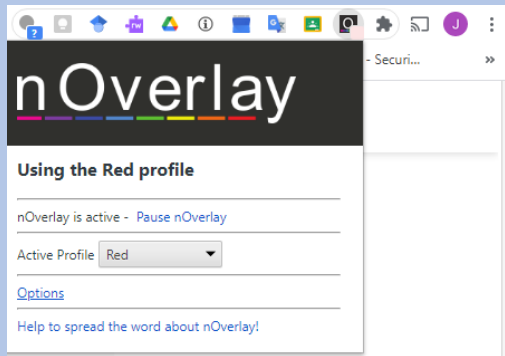 ?
rw
G
O
J
- Securi...
»
nOverlay
Using the Red profile
nOverlay is active - Pause nOverlay
Active Profile Red
Options
Help to spread the word about nOverlay!